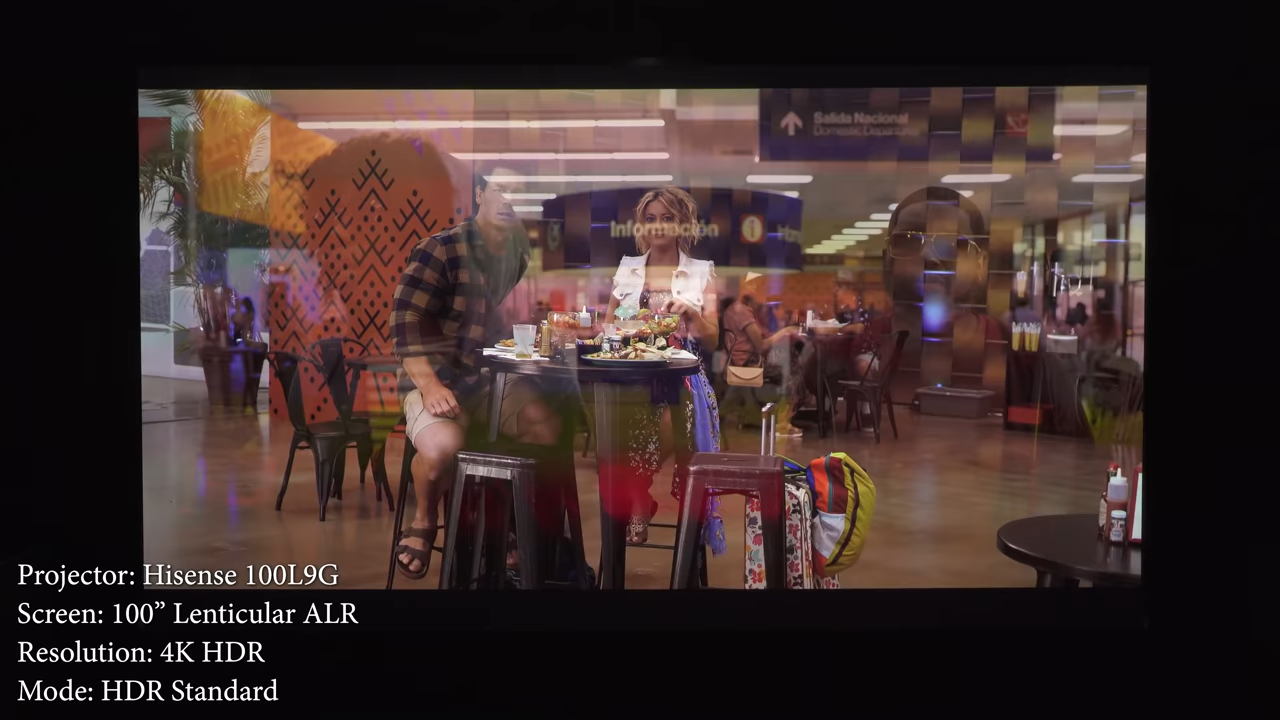 Salida Nacional
Domestic Departures
Información
i
Projector: Hisense 100L9G
Screen: 100” Lenticular ALR
Resolution: 4K HDR
Mode: HDR Standard